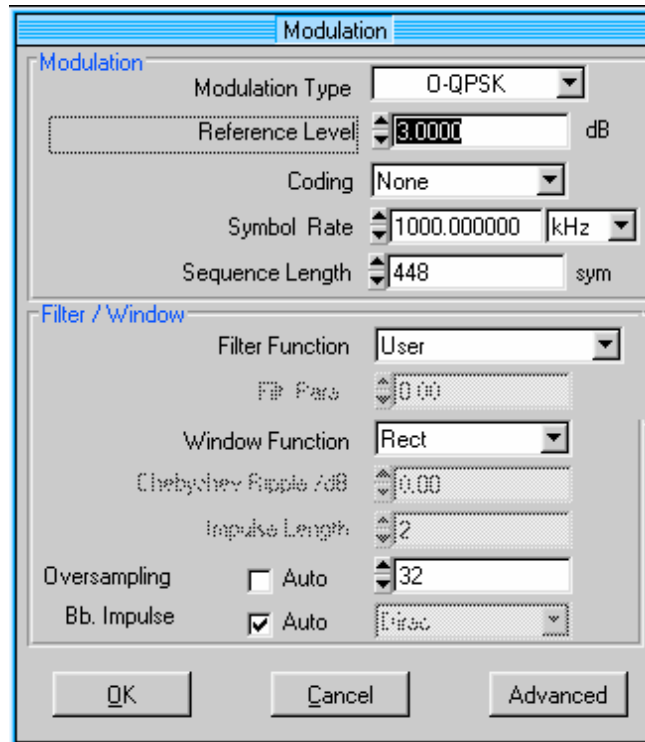 Modulation
Modulation
Modulation Type O-QPSK
Reference Level 3.0000 dB
Coding None
Symbol Rate 1000.000000 kHz
Sequence Length 448 sym
Filter / Window
Filter Function User
Filt. Para 0.00
Window Function Rect
Chebychev Ripple /dB 0.00
Impulse Length 2
Oversampling Auto 32
Bb. Impulse Auto Dirac
OK Cancel Advanced